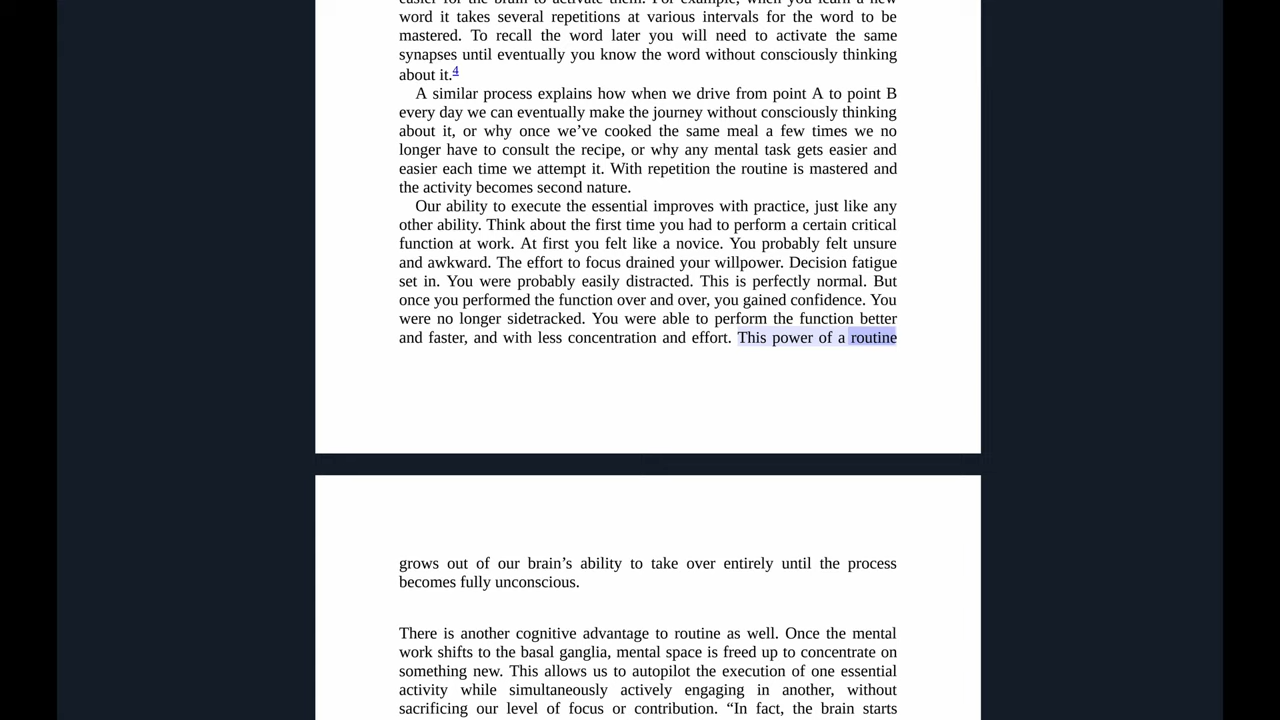 easier for the brain to activate them. For example, when you learn a new
word it takes several repetitions at various intervals for the word to be
mastered. To recall the word later you will need to activate the same
synapses until eventually you know the word without consciously thinking
about it.4
A similar process explains how when we drive from point A to point B
every day we can eventually make the journey without consciously thinking
about it, or why once we’ve cooked the same meal a few times we no
longer have to consult the recipe, or why any mental task gets easier and
easier each time we attempt it. With repetition the routine is mastered and
the activity becomes second nature.
Our ability to execute the essential improves with practice, just like any
other ability. Think about the first time you had to perform a certain critical
function at work. At first you felt like a novice. You probably felt unsure
and awkward. The effort to focus drained your willpower. Decision fatigue
set in. You were probably easily distracted. This is perfectly normal. But
once you performed the function over and over, you gained confidence. You
were no longer sidetracked. You were able to perform the function better
and faster, and with less concentration and effort. This power of a routine
grows out of our brain’s ability to take over entirely until the process
becomes fully unconscious.
There is another cognitive advantage to routine as well. Once the mental
work shifts to the basal ganglia, mental space is freed up to concentrate on
something new. This allows us to autopilot the execution of one essential
activity while simultaneously actively engaging in another, without
sacrificing our level of focus or contribution. “In fact, the brain starts